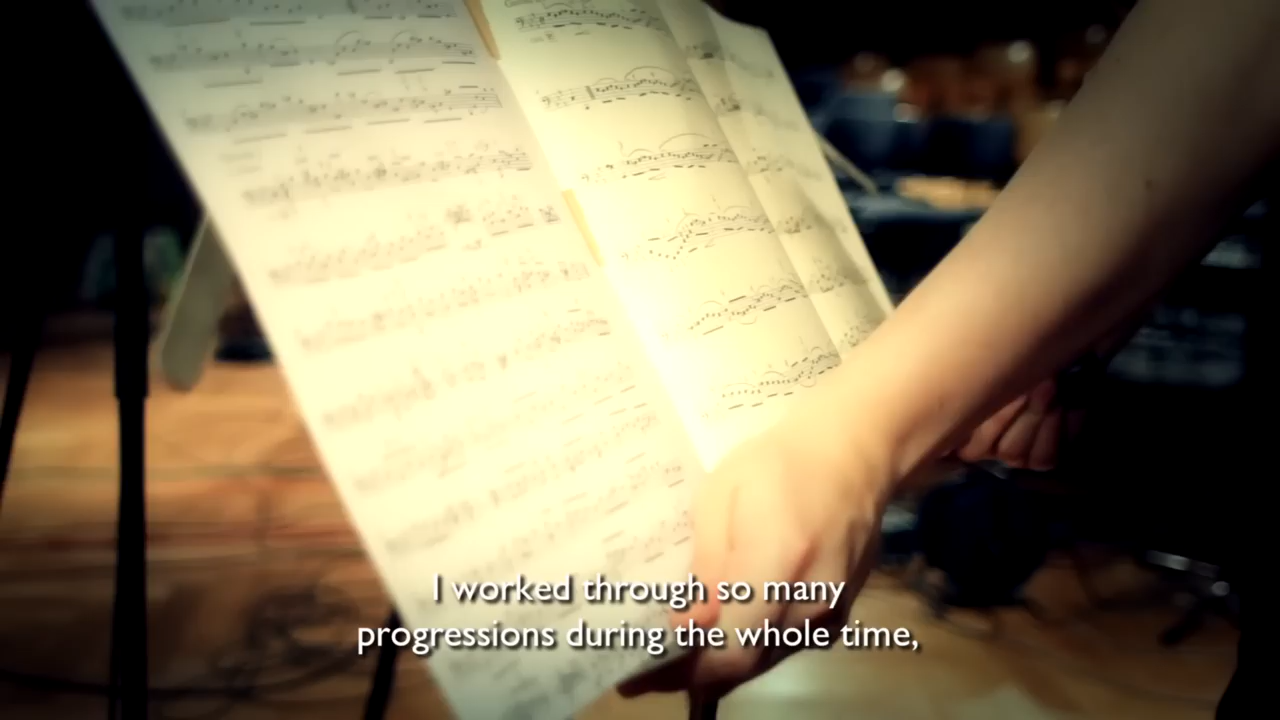 I worked through so many
progressions during the whole time,